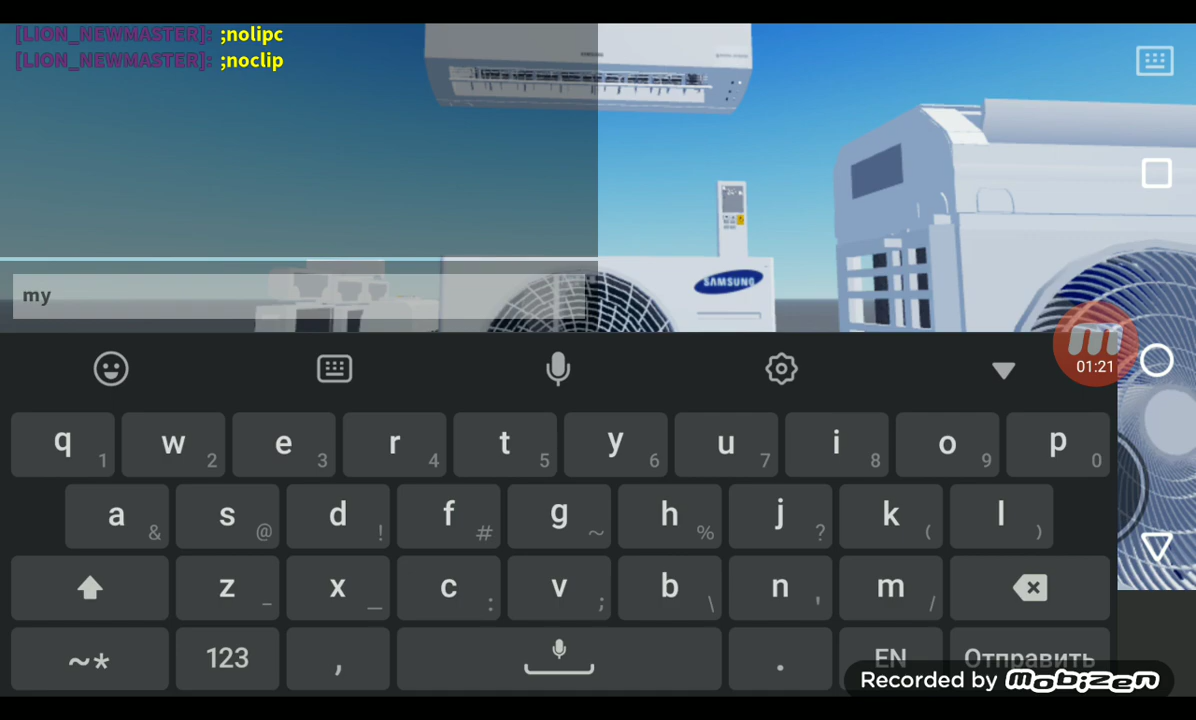 [LION_NEWMASTER]: ;nolipc
[LION_NEWMASTER]: ;noclip
SAMSUNG
my
01:21
q 1 w 2 e 3 r 4 t 5 y 6 u 7 i 8 o 9 p 0
a & s @ d ! f # g ~ h % j ? k ( l )
z - x _ c : v ; b \ n ' m /
~* 123 , . EN Отправить
Recorded by mobizen